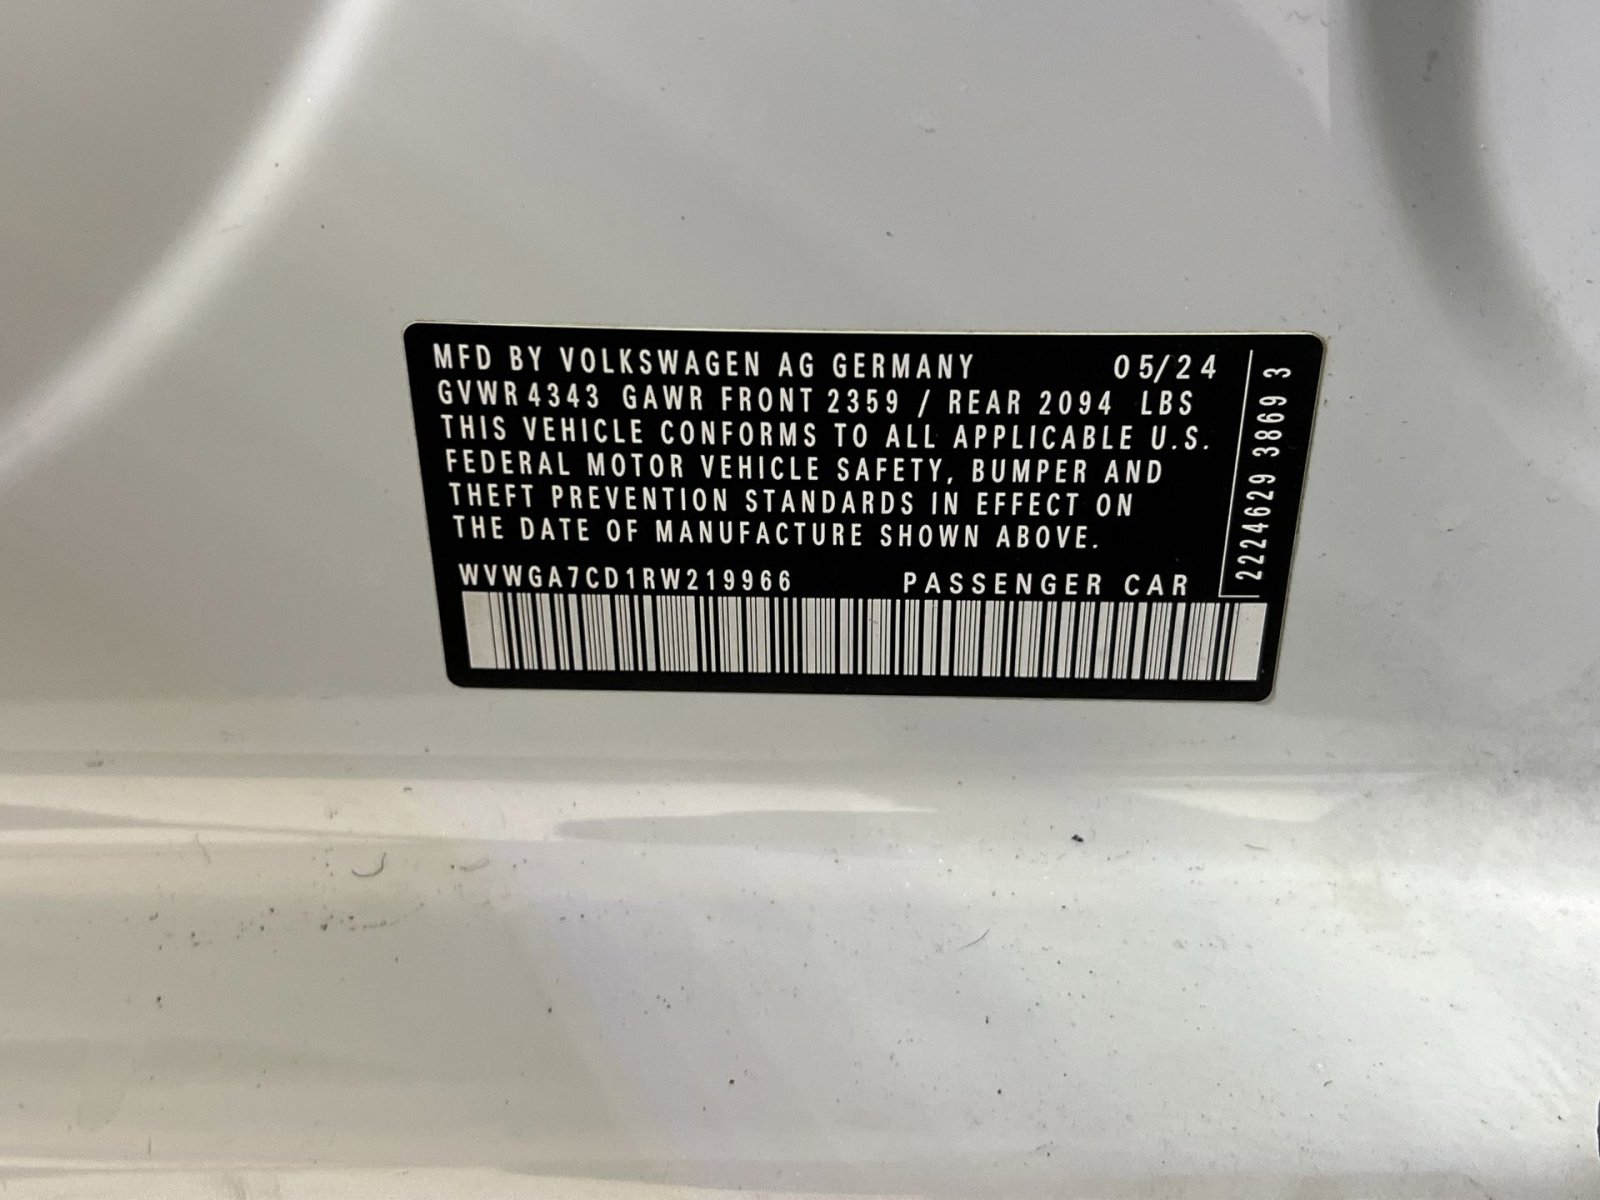 MFD BY VOLKSWAGEN AG GERMANY 05/24
GVWR 4343 GAWR FRONT 2359 / REAR 2094 LBS
THIS VEHICLE CONFORMS TO ALL APPLICABLE U.S.
FEDERAL MOTOR VEHICLE SAFETY, BUMPER AND
THEFT PREVENTION STANDARDS IN EFFECT ON
THE DATE OF MANUFACTURE SHOWN ABOVE.
WVWGA7CD1RW219966 PASSENGER CAR
2224629 3869 3